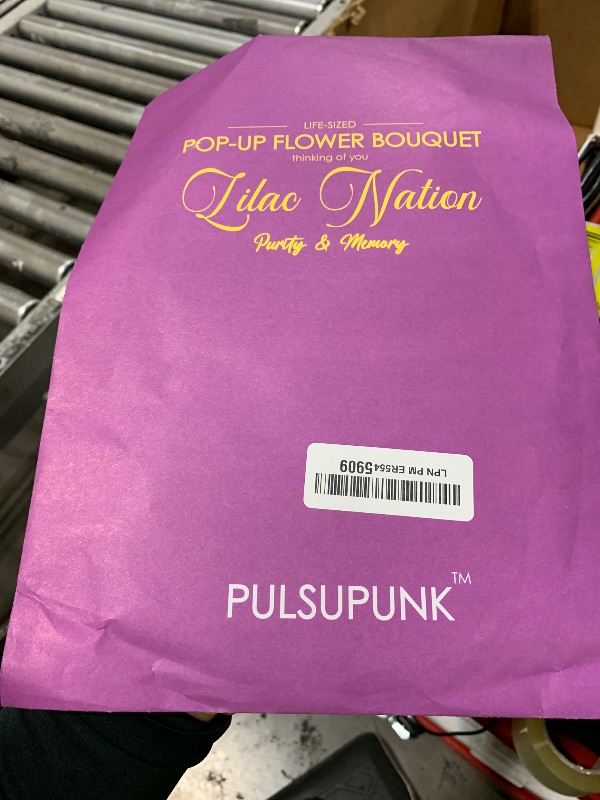 LIFE-SIZED
POP-UP FLOWER BOUQUET
thinking of you
Lilac Nation
Purity & Memory
LPN PM ER5545909
PULSUPUNK™